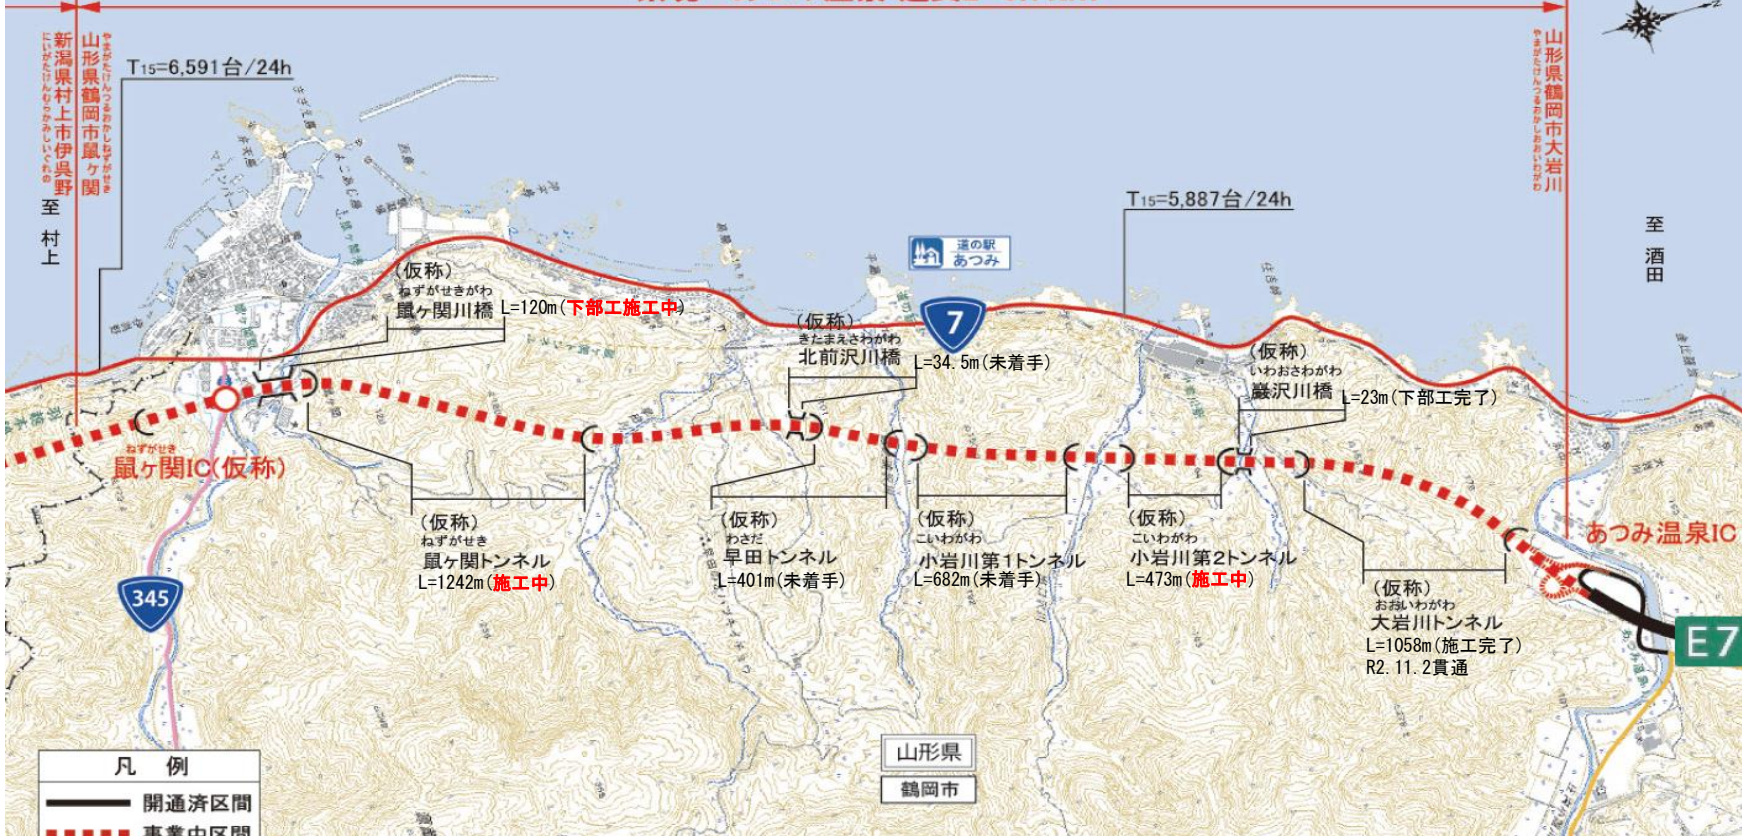 新潟県村上市伊呉野
にいがたけんむらかみしいぐれの
山形県鶴岡市鼠ヶ関
やまがたけんつるおかしねずがせき
至 村上
T15=6,591台/24h
山形県鶴岡市大岩川
やまがたけんつるおかしおおいわがわ
至 酒田
T15=5,887台/24h
道の駅
あつみ
7
(仮称)
ねずがせきがわ
鼠ヶ関川橋 L=120m(下部工施工中)
(仮称)
きたまえさわがわ
北前沢川橋 L=34.5m(未着手)
(仮称)
いわおさわがわ
巖沢川橋 L=23m(下部工完了)
ねずがせき
鼠ヶ関IC(仮称)
(仮称)
ねずがせき
鼠ヶ関トンネル
L=1242m(施工中)
(仮称)
わさだ
早田トンネル
L=401m(未着手)
(仮称)
こいわがわ
小岩川第1トンネル
L=682m(未着手)
(仮称)
こいわがわ
小岩川第2トンネル
L=473m(施工中)
(仮称)
おおいわがわ
大岩川トンネル
L=1058m(施工完了)
R2.11.2貫通
あつみ温泉IC
E7
345
山形県
鶴岡市
凡 例
開通済区間
事業中区間